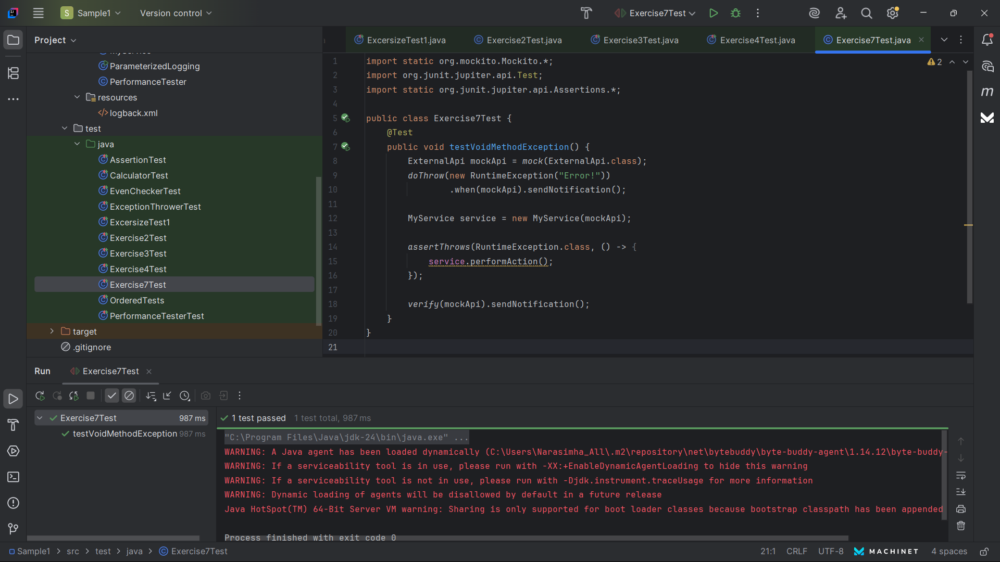 S Sample1 Version control Exercise7Test
Project
ExcersizeTest1.java Exercise2Test.java Exercise3Test.java Exercise4Test.java Exercise7Test.java
MyService
ParameterizedLogging
PerformanceTester
resources
logback.xml
test
java
AssertionTest
CalculatorTest
EvenCheckerTest
ExceptionThrowerTest
ExcersizeTest1
Exercise2Test
Exercise3Test
Exercise4Test
Exercise7Test
OrderedTests
PerformanceTesterTest
target
.gitignore
2
1 import static org.mockito.Mockito.*;
2 import org.junit.jupiter.api.Test;
3 import static org.junit.jupiter.api.Assertions.*;
4
5 public class Exercise7Test {
6 @Test
7 public void testVoidMethodException() {
8 ExternalApi mockApi = mock(ExternalApi.class);
9 doThrow(new RuntimeException("Error!"))
10 .when(mockApi).sendNotification();
11
12 MyService service = new MyService(mockApi);
13
14 assertThrows(RuntimeException.class, () -> {
15 service.performAction();
16 });
17
18 verify(mockApi).sendNotification();
19 }
20 }
21
m
Run Exercise7Test
Exercise7Test 987 ms
testVoidMethodException 987 ms
1 test passed 1 test total, 987 ms
"C:\Program Files\Java\jdk-24\bin\java.exe" ...
WARNING: A Java agent has been loaded dynamically (C:\Users\Narasimha_All\.m2\repository\net\bytebuddy\byte-buddy-agent\1.14.12\byte-buddy-
WARNING: If a serviceability tool is in use, please run with -XX:+EnableDynamicAgentLoading to hide this warning
WARNING: If a serviceability tool is not in use, please run with -Djdk.instrument.traceUsage for more information
WARNING: Dynamic loading of agents will be disallowed by default in a future release
Java HotSpot(TM) 64-Bit Server VM warning: Sharing is only supported for boot loader classes because bootstrap classpath has been appended
Process finished with exit code 0
Sample1 > src > test > java > Exercise7Test
21:1 CRLF UTF-8 MACHINET 4 spaces